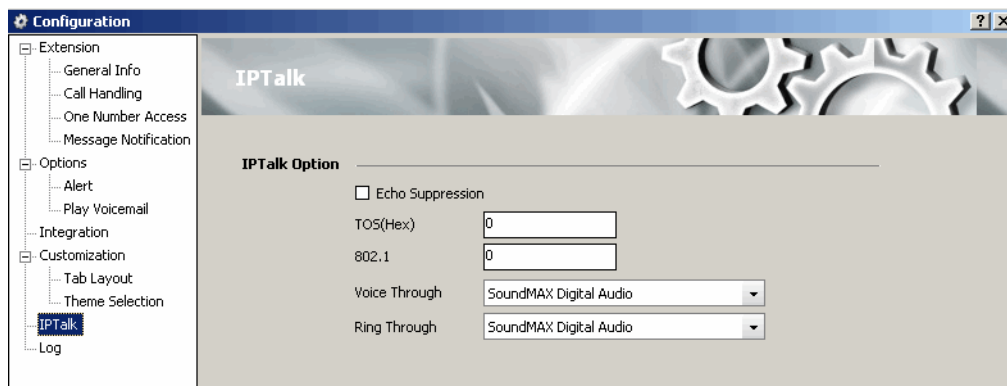 Configuration
Extension
General Info
Call Handling
One Number Access
Message Notification
Options
Alert
Play Voicemail
Integration
Customization
Tab Layout
Theme Selection
IPTalk
Log
IPTalk
IPTalk Option
Echo Suppression
TOS(Hex) 0
802.1 0
Voice Through SoundMAX Digital Audio
Ring Through SoundMAX Digital Audio